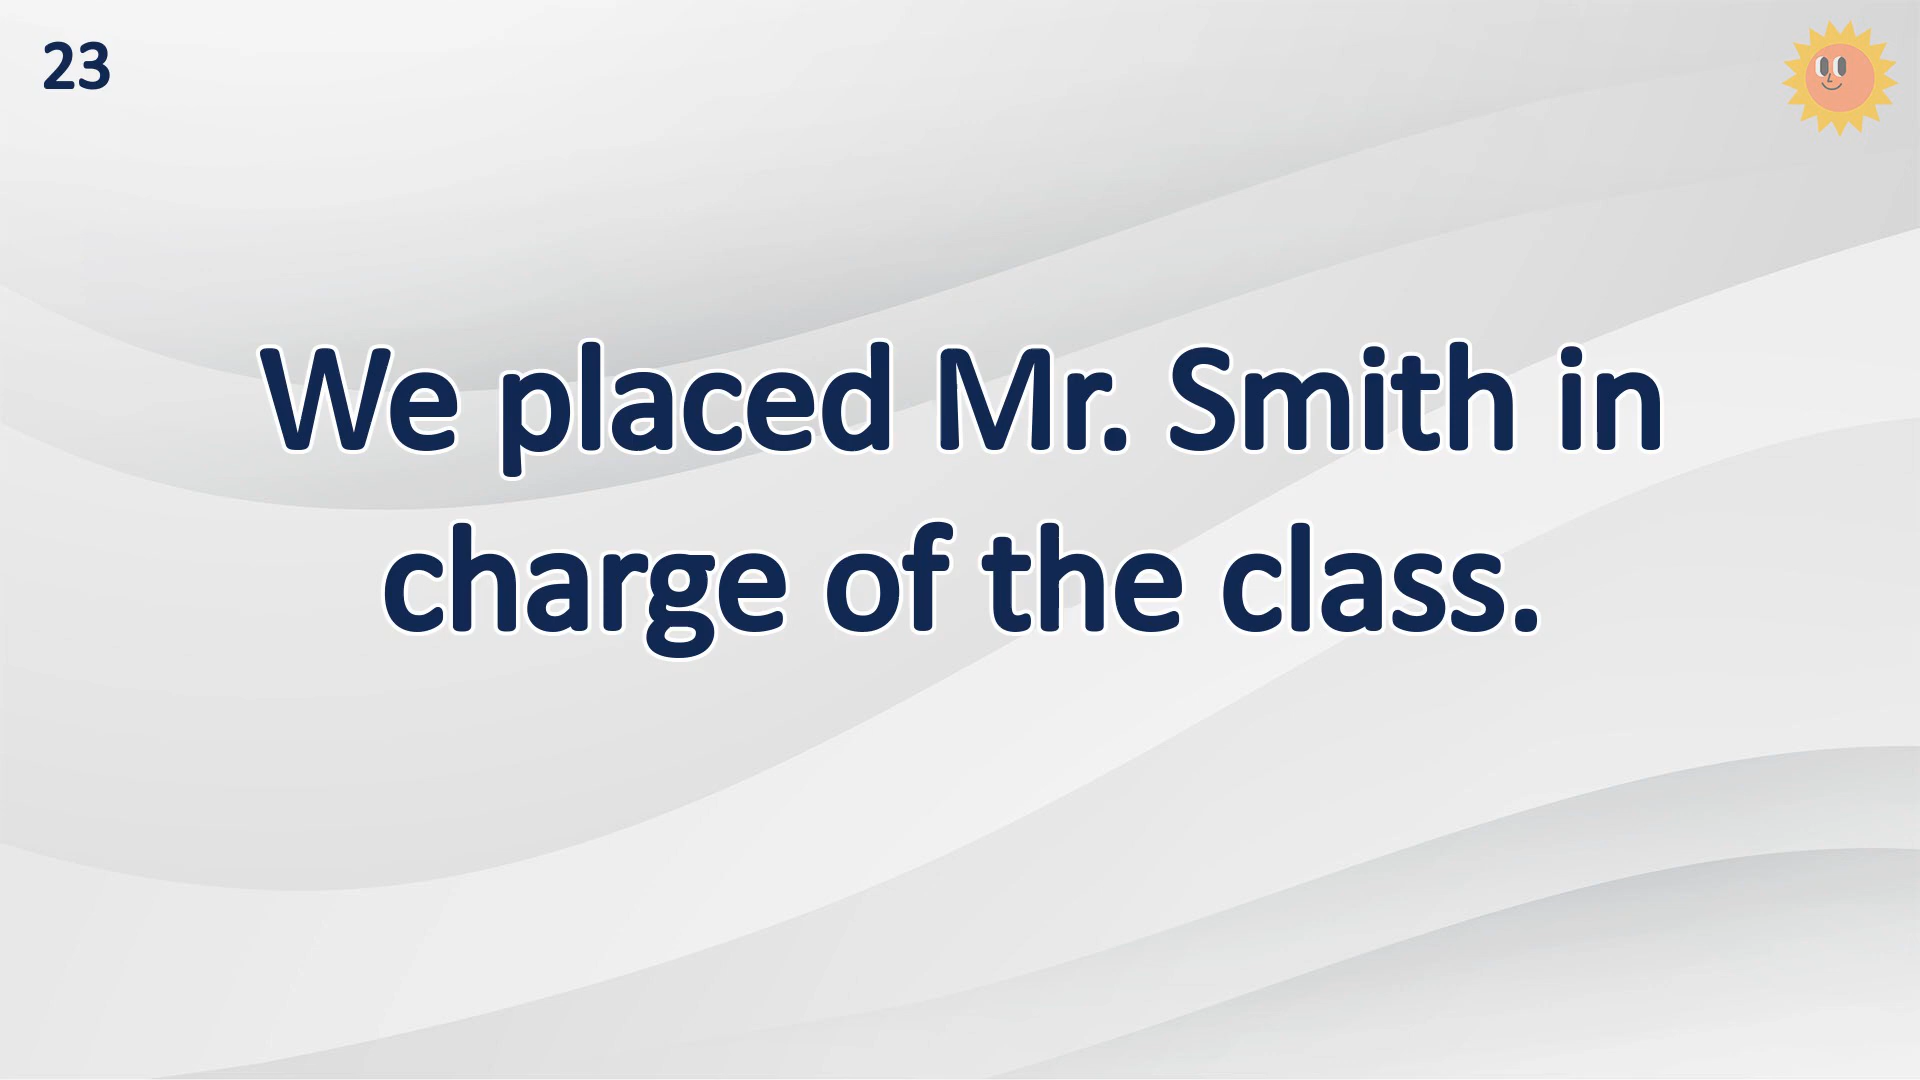 23
We placed Mr. Smith in
charge of the class.